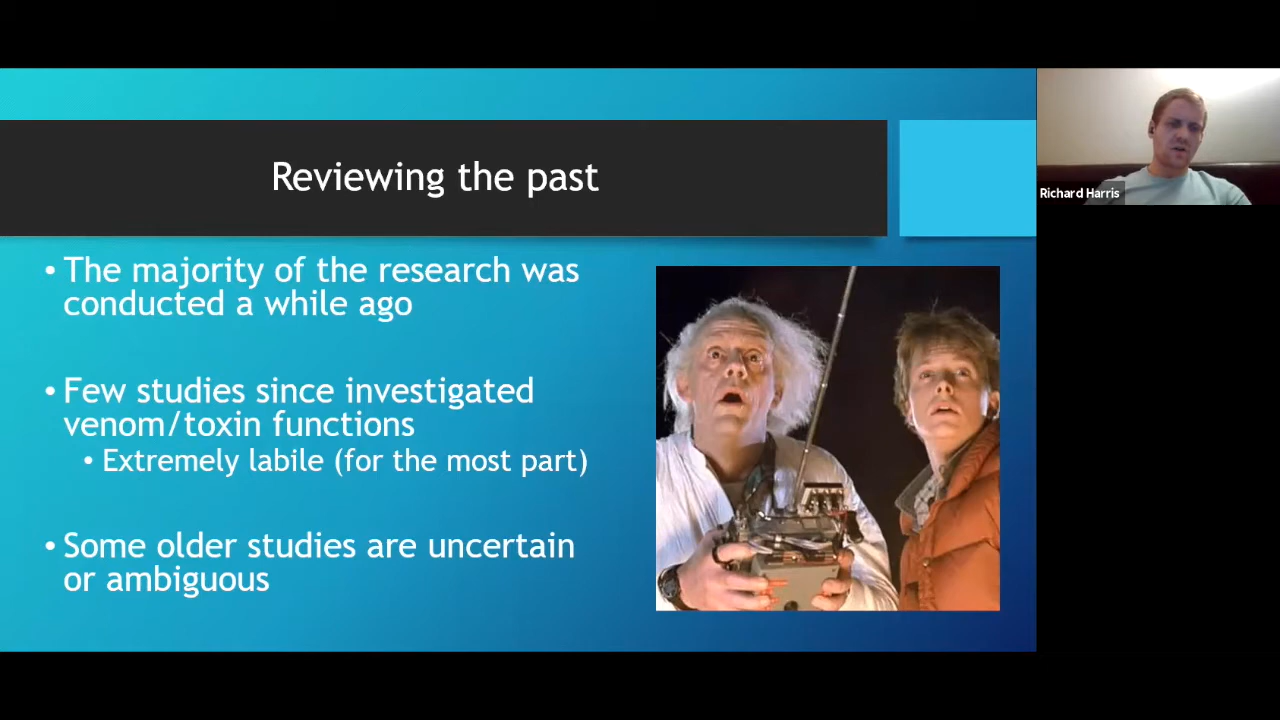 Reviewing the past
• The majority of the research was
conducted a while ago
• Few studies since investigated
venom/toxin functions
• Extremely labile (for the most part)
• Some older studies are uncertain
or ambiguous
Richard Harris